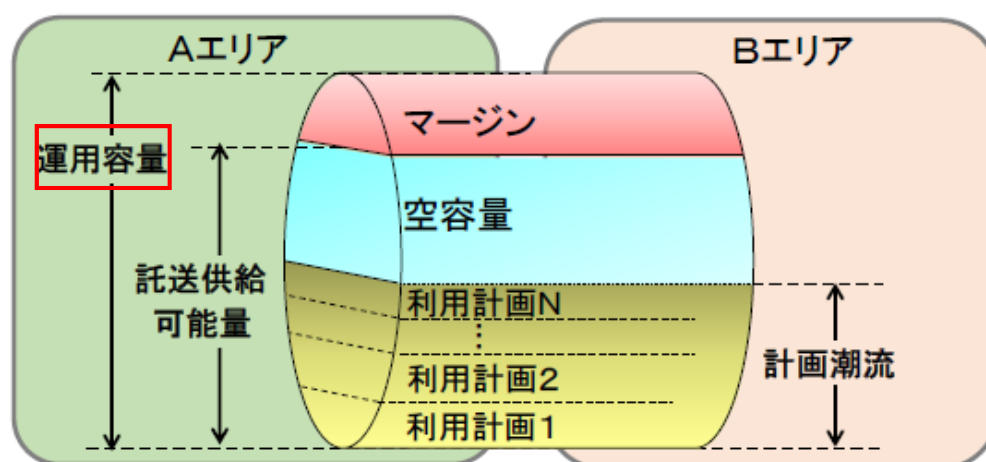 Aエリア
Bエリア
マージン
運用容量
空容量
託送供給
可能量
利用計画N
⋮
利用計画2
利用計画1
計画潮流